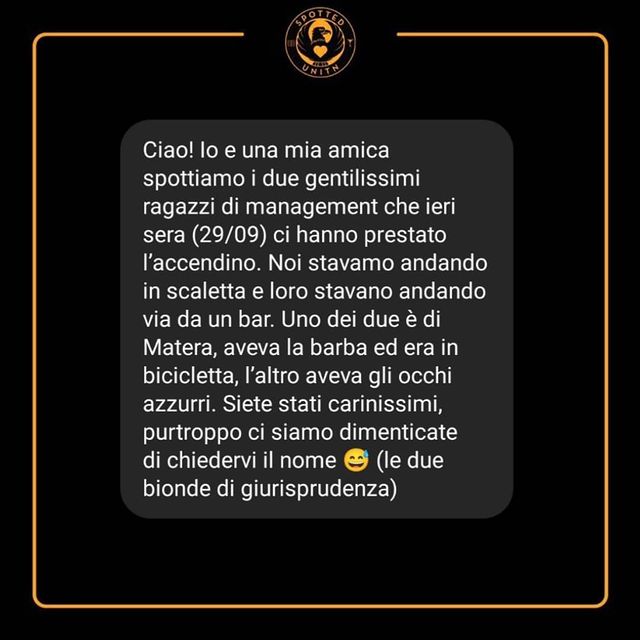 SPOTTED
UNITN
Ciao! Io e una mia amica
spottiamo i due gentilissimi
ragazzi di management che ieri
sera (29/09) ci hanno prestato
l’accendino. Noi stavamo andando
in scaletta e loro stavano andando
via da un bar. Uno dei due è di
Matera, aveva la barba ed era in
bicicletta, l’altro aveva gli occhi
azzurri. Siete stati carinissimi,
purtroppo ci siamo dimenticate
di chiedervi il nome 😅 (le due
bionde di giurisprudenza)